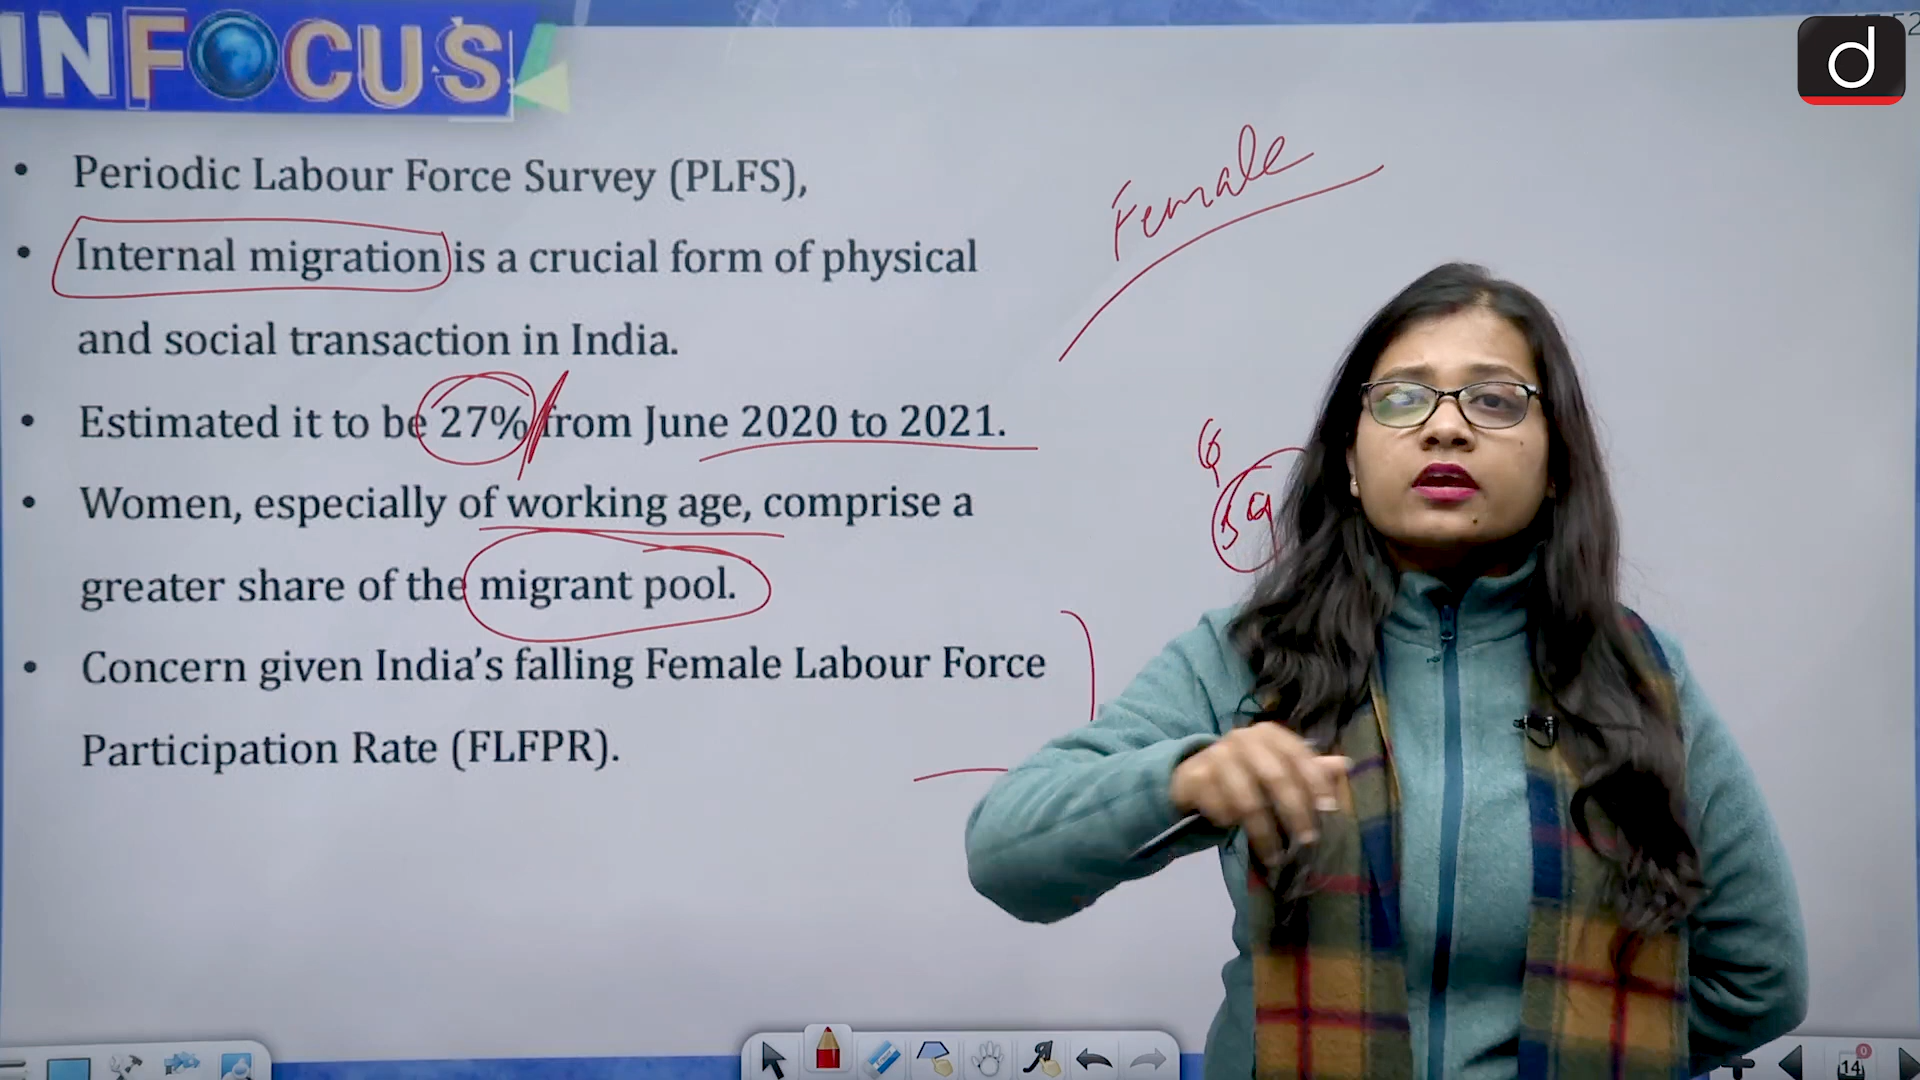 INFOCUS
d
• Periodic Labour Force Survey (PLFS),
• Internal migration is a crucial form of physical
and social transaction in India.
• Estimated it to be 27% from June 2020 to 2021.
• Women, especially of working age, comprise a
greater share of the migrant pool.
• Concern given India's falling Female Labour Force
Participation Rate (FLFPR).
Female
14
0